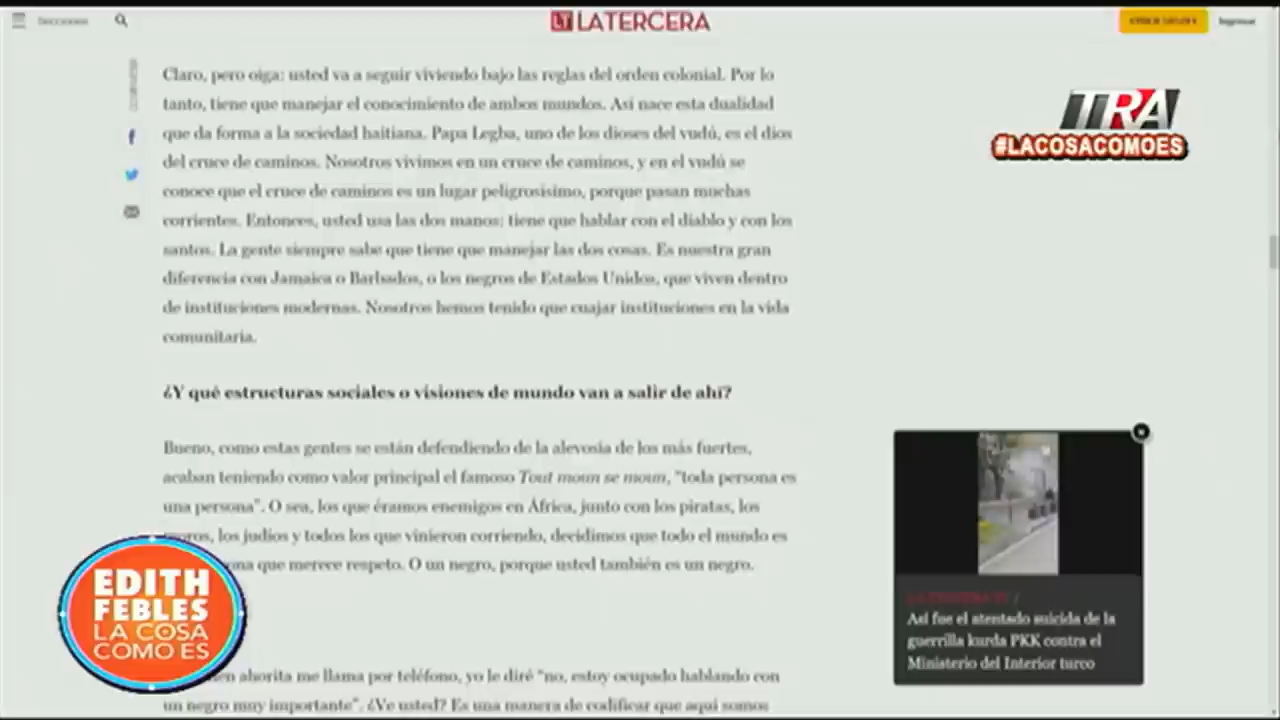 Secciones
LT LATERCERA
Ingresar
Claro, pero oiga: usted va a seguir viviendo bajo las reglas del orden colonial. Por lo
tanto, tiene que manejar el conocimiento de ambos mundos. Así nace esta dualidad
que da forma a la sociedad haitiana. Papa Legba, uno de los dioses del vudú, es el dios
del cruce de caminos. Nosotros vivimos en un cruce de caminos, y en el vudú se
conoce que el cruce de caminos es un lugar peligrosísimo, porque pasan muchas
corrientes. Entonces, usted usa las dos manos: tiene que hablar con el diablo y con los
santos. La gente siempre sabe que tiene que manejar las dos cosas. Es nuestra gran
diferencia con Jamaica o Barbados, o los negros de Estados Unidos, que viven dentro
de instituciones modernas. Nosotros hemos tenido que cuajar instituciones en la vida
comunitaria.
TRA
#LACOSACOMOES
¿Y qué estructuras sociales o visiones de mundo van a salir de ahí?
Bueno, como estas gentes se están defendiendo de la alevosía de los más fuertes,
acaban teniendo como valor principal el famoso Tout moun se moun, “toda persona es
una persona”. O sea, los que éramos enemigos en África, junto con los piratas, los
moros, los judíos y todos los que vinieron corriendo, decidimos que todo el mundo es
ona que merece respeto. O un negro, porque usted también es un negro.
en ahorita me llama por teléfono, yo le diré “no, estoy ocupado hablando con
un negro muy importante”. ¿Ve usted? Es una manera de codificar que aquí somos
EDITH
FEBLES
LA COSA
COMO ES
LA TERCERA TV /
Así fue el atentado suicida de la
guerrilla kurda PKK contra el
Ministerio del Interior turco